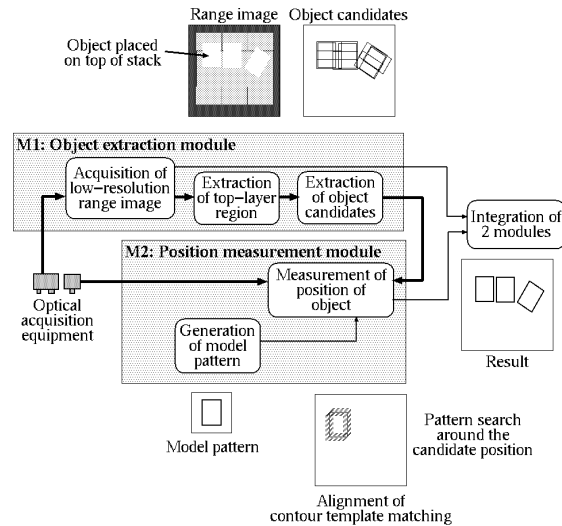 Range image
Object candidates
Object placed
on top of stack
M1: Object extraction module
Acquisition of
low-resolution
range image
Extraction
of top-layer
region
Extraction
of object
candidates
Integration of
2 modules
M2: Position measurement module
Measurement of
position of
object
Optical
acquisition
equipment
Generation
of model
pattern
Result
Model pattern
Pattern search
around the
candidate position
Alignment of
contour template matching